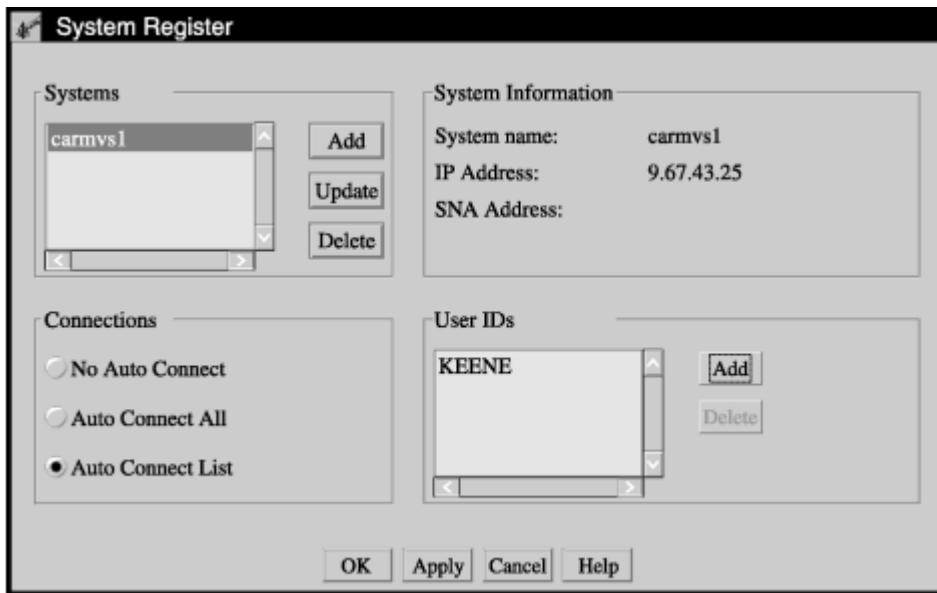 System Register
Systems
carmvs1
Add
Update
Delete
System Information
System name: carmvs1
IP Address: 9.67.43.25
SNA Address:
Connections
No Auto Connect
Auto Connect All
Auto Connect List
User IDs
KEENE
Add
Delete
OK Apply Cancel Help